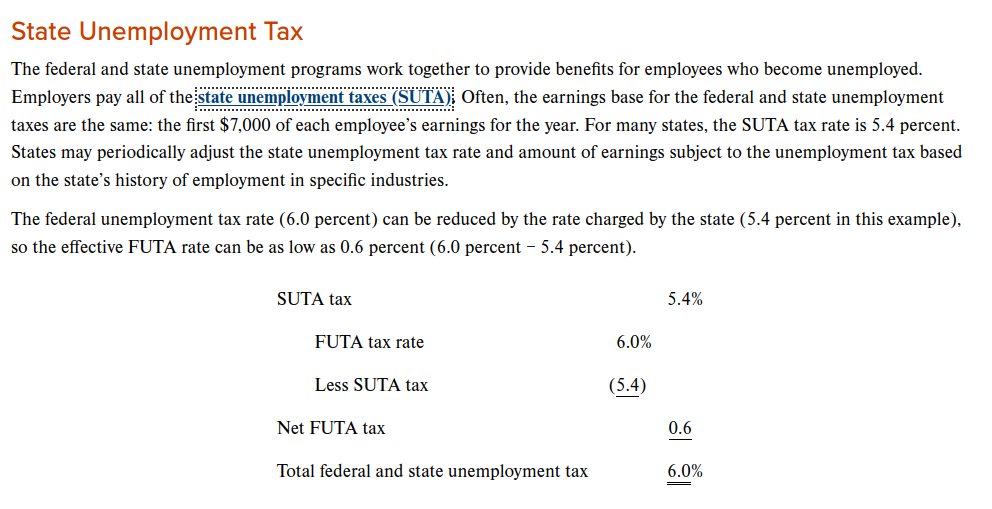 State Unemployment Tax
The federal and state unemployment programs work together to provide benefits for employees who become unemployed.
Employers pay all of the state unemployment taxes (SUTA). Often, the earnings base for the federal and state unemployment
taxes are the same: the first $7,000 of each employee's earnings for the year. For many states, the SUTA tax rate is 5.4 percent.
States may periodically adjust the state unemployment tax rate and amount of earnings subject to the unemployment tax based
on the state's history of employment in specific industries.
The federal unemployment tax rate (6.0 percent) can be reduced by the rate charged by the state (5.4 percent in this example),
so the effective FUTA rate can be as low as 0.6 percent (6.0 percent − 5.4 percent).
SUTA tax 5.4%
FUTA tax rate 6.0%
Less SUTA tax (5.4)
Net FUTA tax 0.6
Total federal and state unemployment tax 6.0%